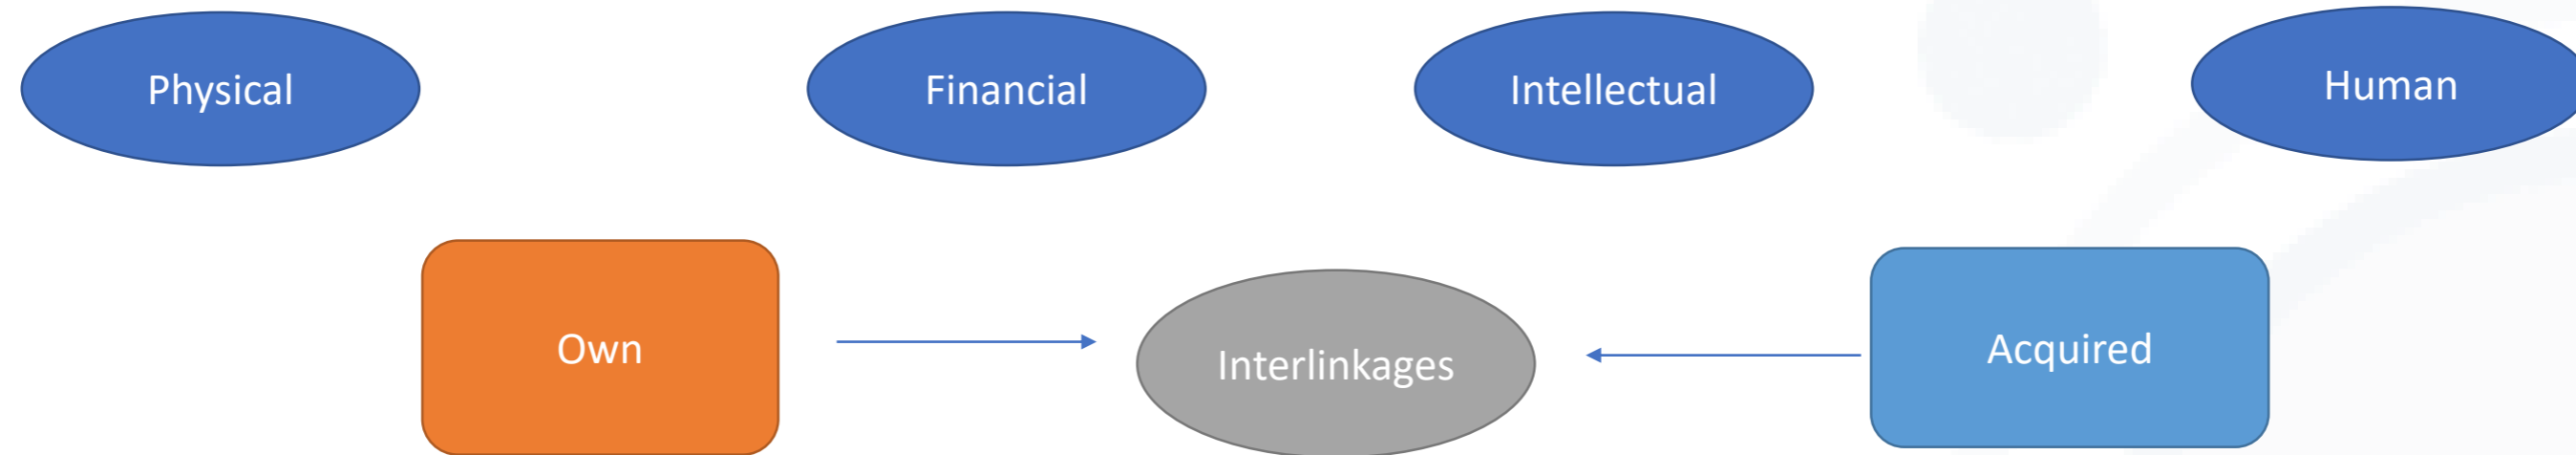 Physical
Financial
Intellectual
Human
Own
Interlinkages
Acquired